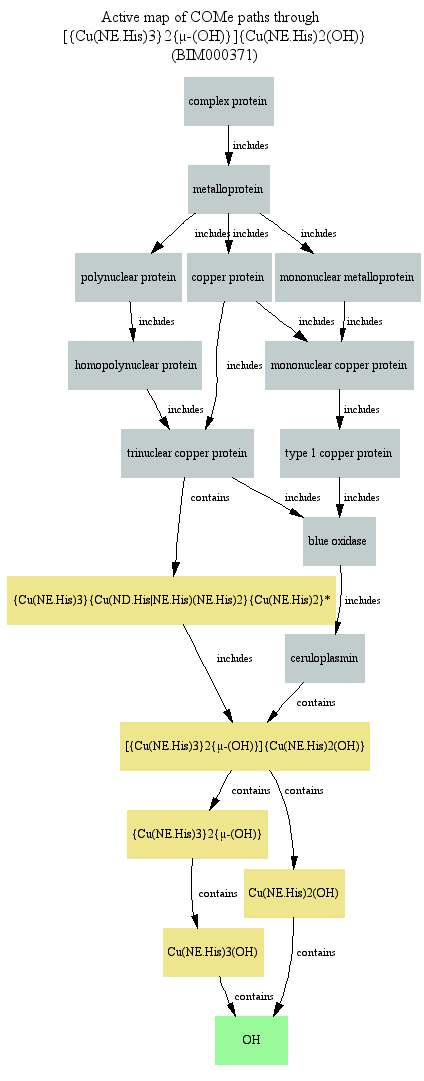 Active map of COMe paths through
[{Cu(NE.His)3}2{μ-(OH)}]{Cu(NE.His)2(OH)}
(BIM000371)
complex protein
includes
metalloprotein
includes includes includes
polynuclear protein copper protein mononuclear metalloprotein
includes includes includes
homopolynuclear protein mononuclear copper protein
includes
includes includes
trinuclear copper protein type 1 copper protein
contains includes includes
blue oxidase
{Cu(NE.His)3}{Cu(ND.His|NE.His)(NE.His)2}{Cu(NE.His)2}*
includes
includes ceruloplasmin
contains
[{Cu(NE.His)3}2{μ-(OH)}]{Cu(NE.His)2(OH)}
contains contains
{Cu(NE.His)3}2{μ-(OH)}
contains Cu(NE.His)2(OH)
Cu(NE.His)3(OH) contains
contains
OH